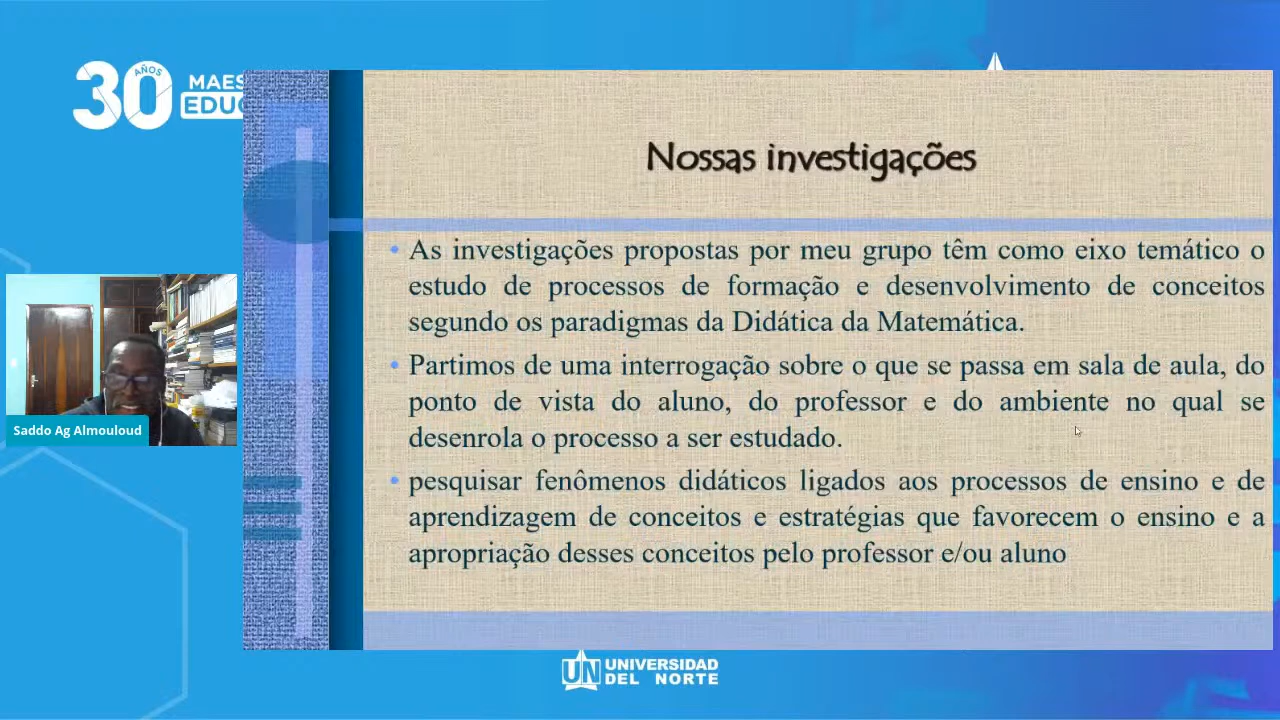 30
AÑOS
MAES
EDUC
Nossas investigações
As investigações propostas por meu grupo têm como eixo temático o
estudo de processos de formação e desenvolvimento de conceitos
segundo os paradigmas da Didática da Matemática.
Partimos de uma interrogação sobre o que se passa em sala de aula, do
ponto de vista do aluno, do professor e do ambiente no qual se
desenrola o processo a ser estudado.
pesquisar fenômenos didáticos ligados aos processos de ensino e de
aprendizagem de conceitos e estratégias que favorecem o ensino e a
apropriação desses conceitos pelo professor e/ou aluno
Saddo Ag Almouloud
UN UNIVERSIDAD
DEL NORTE